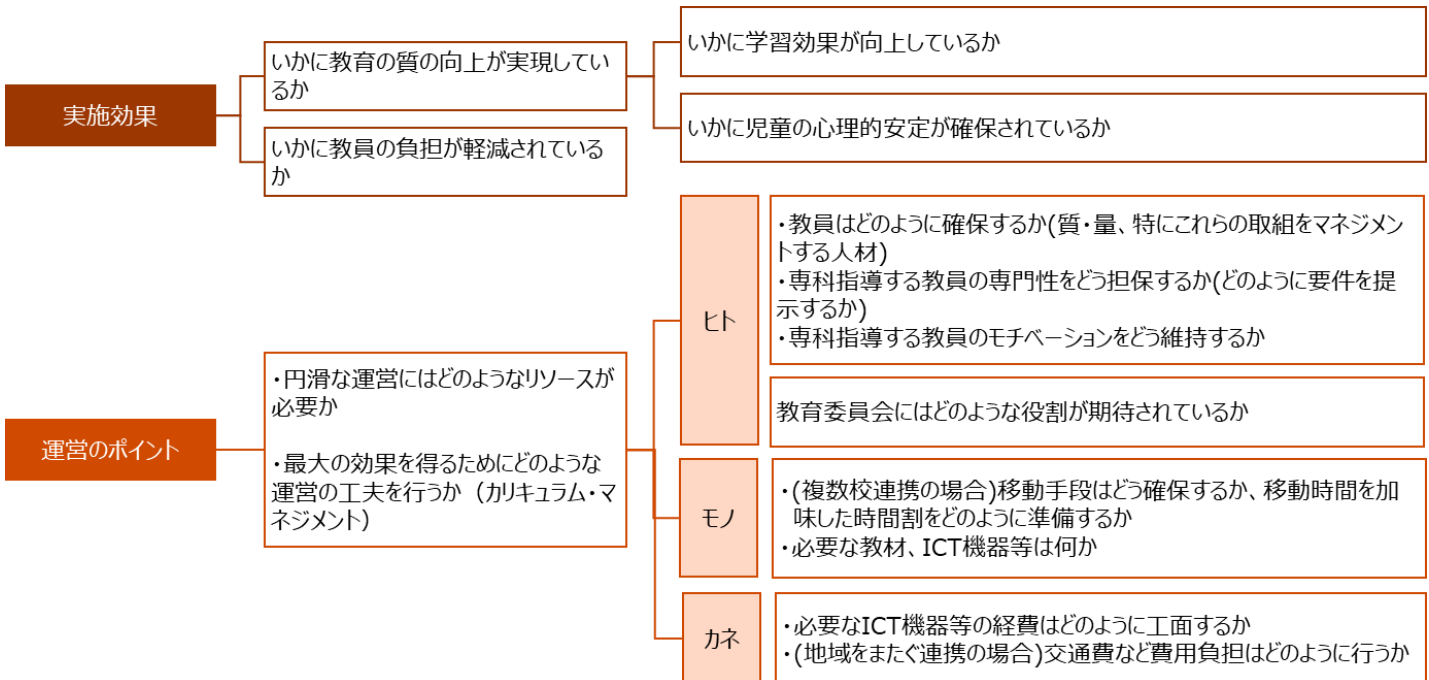 実施効果
いかに教育の質の向上が実現してい
るか
いかに教員の負担が軽減されている
か
いかに学習効果が向上しているか
いかに児童の心理的安定が確保されているか
運営のポイント
・円滑な運営にはどのようなリソースが
必要か
・最大の効果を得るためにどのような
運営の工夫を行うか（カリキュラム・マ
ネジメント）
ヒト
・教員はどのように確保するか(質・量、特にこれらの取組をマネジメン
トする人材)
・専科指導する教員の専門性をどう担保するか(どのように要件を提
示するか)
・専科指導する教員のモチベーションをどう維持するか
教育委員会にはどのような役割が期待されているか
モノ
・(複数校連携の場合)移動手段はどう確保するか、移動時間を加
味した時間割をどのように準備するか
・必要な教材、ICT機器等は何か
カネ
・必要なICT機器等の経費はどのように工面するか
・(地域をまたぐ連携の場合)交通費など費用負担はどのように行うか